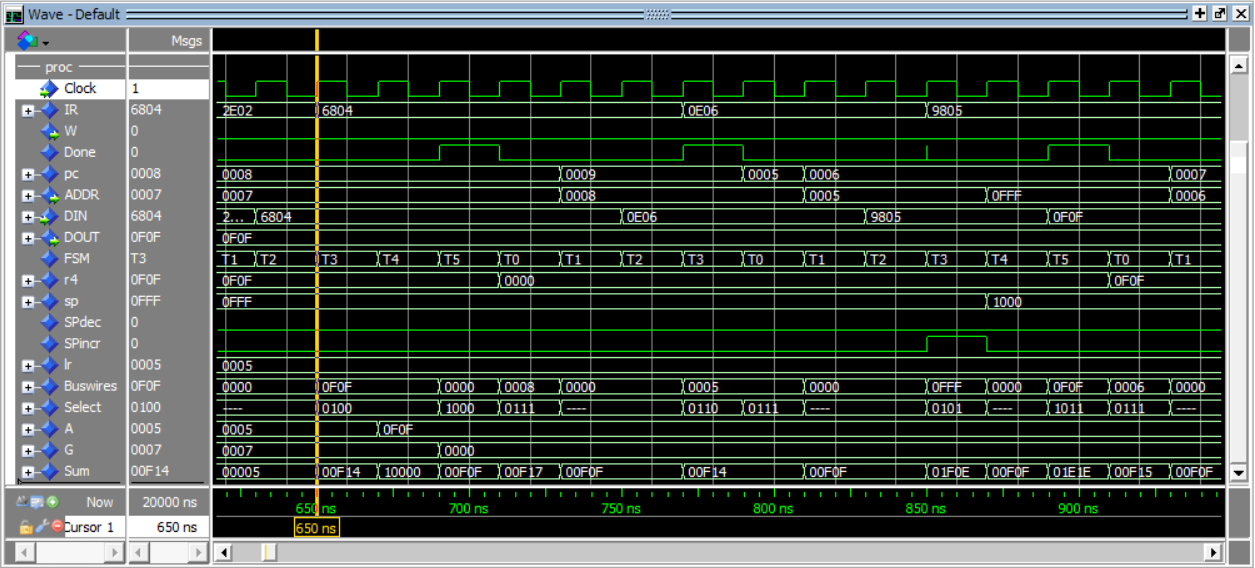 Wave - Default
Msgs
proc
Clock 1
IR 6804 2E02 6804 0E06 9805
W 0
Done 0
pc 0008 0008 0009 0005 0006 0007
ADDR 0007 0007 0008 0005 0FFF 0006
DIN 6804 2... 6804 0E06 9805 0F0F
DOUT 0F0F 0F0F
FSM T3 T1 T2 T3 T4 T5 T0 T1 T2 T3 T0 T1 T2 T3 T4 T5 T0 T1
r4 0F0F 0F0F 0000 0F0F
sp 0FFF 0FFF 1000
SPdec 0
SPincr 0
lr 0005 0005
Buswires 0F0F 0000 0F0F 0000 0008 0000 0005 0000 0FFF 0000 0F0F 0006 0000
Select 0100 ---- 0100 1000 0111 ---- 0110 0111 ---- 0101 ---- 1011 0111 ----
A 0005 0005 0F0F
G 0007 0007 0000
Sum 00F14 00005 00F14 10000 00F0F 00F17 00F0F 00F14 00F0F 01F0E 00F0F 01E1E 00F15 00F0F
Now 20000 ns 650 ns 700 ns 750 ns 800 ns 850 ns 900 ns
Cursor 1 650 ns 650 ns